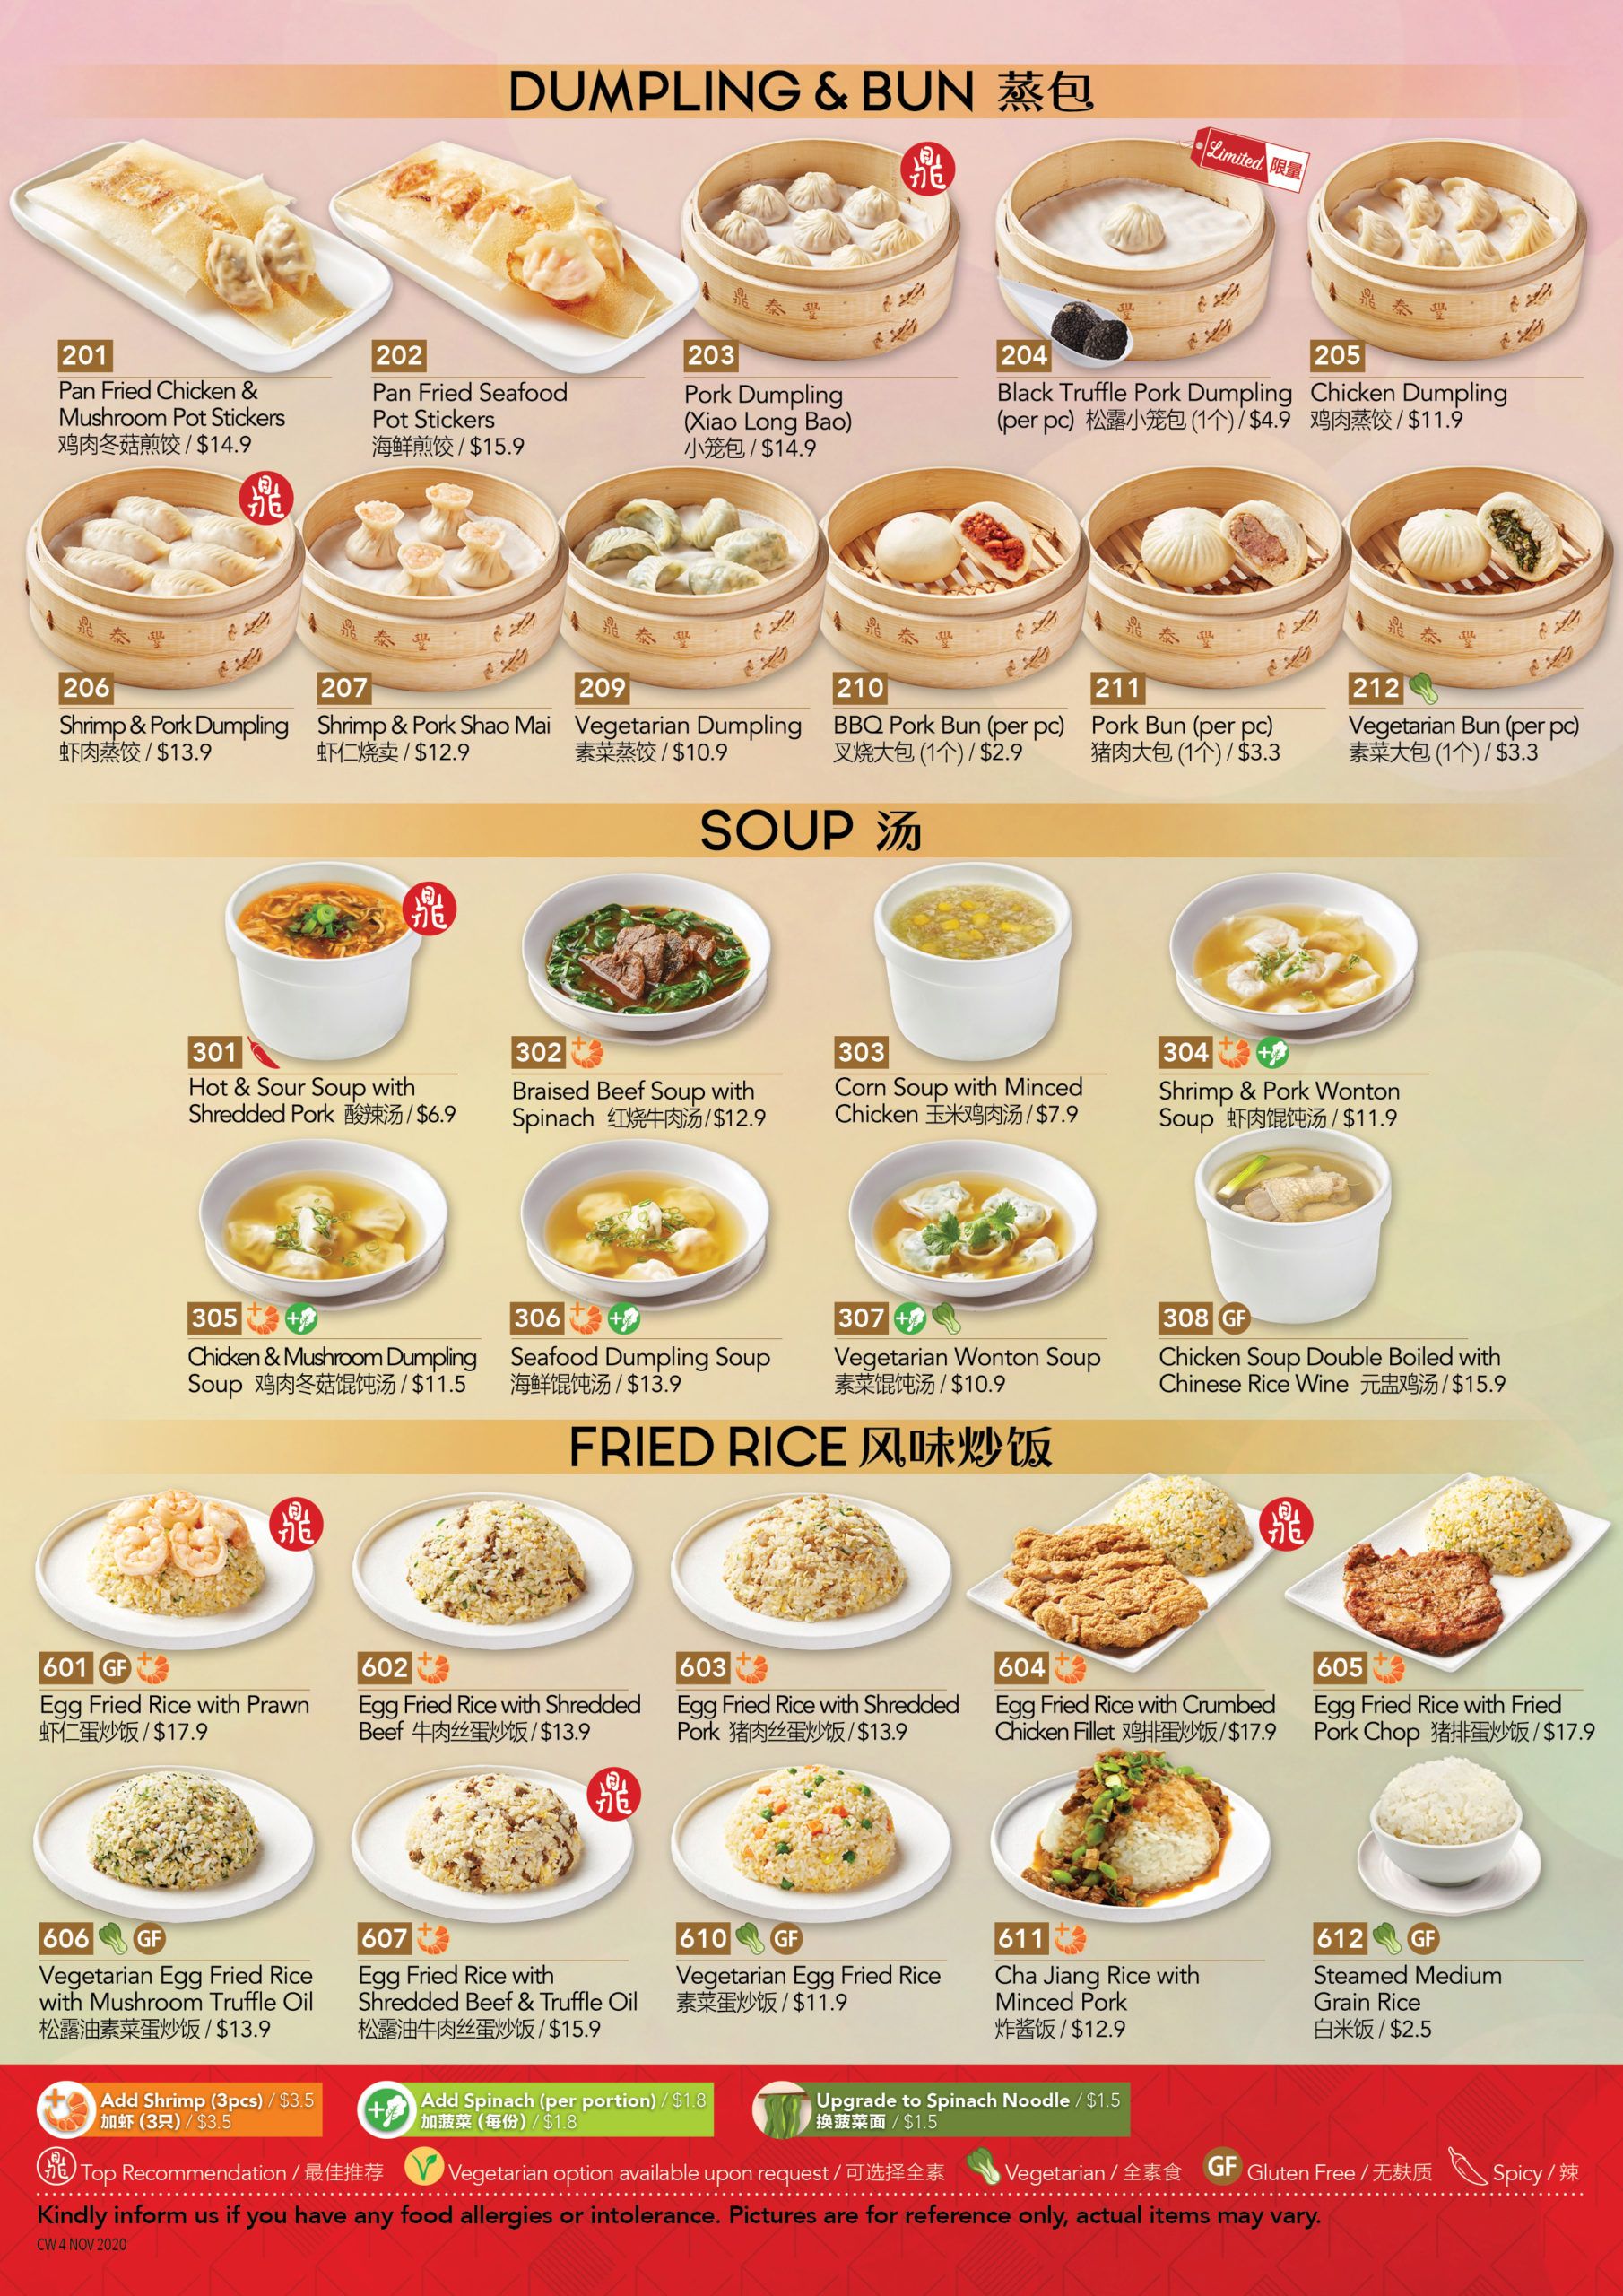 DUMPLING & BUN 蒸包
Limited 限量
201
Pan Fried Chicken &
Mushroom Pot Stickers
鸡肉冬菇煎饺 / $14.9
202
Pan Fried Seafood
Pot Stickers
海鲜煎饺 / $15.9
鼎
鼎泰豐
203
Pork Dumpling
(Xiao Long Bao)
小笼包 / $14.9
204
Black Truffle Pork Dumpling
(per pc) 松露小笼包 (1个) / $4.9
鼎泰豐
205
Chicken Dumpling
鸡肉蒸饺 / $11.9
鼎
鼎泰豐
206
Shrimp & Pork Dumpling
虾肉蒸饺 / $13.9
鼎泰豐
207
Shrimp & Pork Shao Mai
虾仁烧卖 / $12.9
鼎泰豐
209
Vegetarian Dumpling
素菜蒸饺 / $10.9
鼎泰豐
210
BBQ Pork Bun (per pc)
叉烧大包 (1个) / $2.9
鼎泰豐
211
Pork Bun (per pc)
猪肉大包 (1个) / $3.3
鼎泰豐
212
Vegetarian Bun (per pc)
素菜大包 (1个) / $3.3
SOUP 汤
鼎
301
Hot & Sour Soup with
Shredded Pork 酸辣汤 / $6.9
302
Braised Beef Soup with
Spinach 红烧牛肉汤 / $12.9
303
Corn Soup with Minced
Chicken 玉米鸡肉汤 / $7.9
304
Shrimp & Pork Wonton
Soup 虾肉馄饨汤 / $11.9
305
Chicken & Mushroom Dumpling
Soup 鸡肉冬菇馄饨汤 / $11.5
306
Seafood Dumpling Soup
海鲜馄饨汤 / $13.9
307
Vegetarian Wonton Soup
素菜馄饨汤 / $10.9
308 GF
Chicken Soup Double Boiled with
Chinese Rice Wine 元盅鸡汤 / $15.9
FRIED RICE 风味炒饭
鼎
601 GF
Egg Fried Rice with Prawn
虾仁蛋炒饭 / $17.9
602
Egg Fried Rice with Shredded
Beef 牛肉丝蛋炒饭 / $13.9
603
Egg Fried Rice with Shredded
Pork 猪肉丝蛋炒饭 / $13.9
鼎
604
Egg Fried Rice with Crumbed
Chicken Fillet 鸡排蛋炒饭 / $17.9
605
Egg Fried Rice with Fried
Pork Chop 猪排蛋炒饭 / $17.9
606 GF
Vegetarian Egg Fried Rice
with Mushroom Truffle Oil
松露油素菜蛋炒饭 / $13.9
鼎
607
Egg Fried Rice with
Shredded Beef & Truffle Oil
松露油牛肉丝蛋炒饭 / $15.9
610 GF
Vegetarian Egg Fried Rice
素菜蛋炒饭 / $11.9
611
Cha Jiang Rice with
Minced Pork
炸酱饭 / $12.9
612 GF
Steamed Medium
Grain Rice
白米饭 / $2.5
Add Shrimp (3pcs) / $3.5
加虾 (3只) / $3.5
Add Spinach (per portion) / $1.8
加菠菜 (每份) / $1.8
Upgrade to Spinach Noodle / $1.5
换菠菜面 / $1.5
鼎 Top Recommendation / 最佳推荐 V Vegetarian option available upon request / 可选择全素 Vegetarian / 全素食 GF Gluten Free / 无麸质 Spicy / 辣
Kindly inform us if you have any food allergies or intolerance. Pictures are for reference only, actual items may vary.
CW 4 NOV 2020